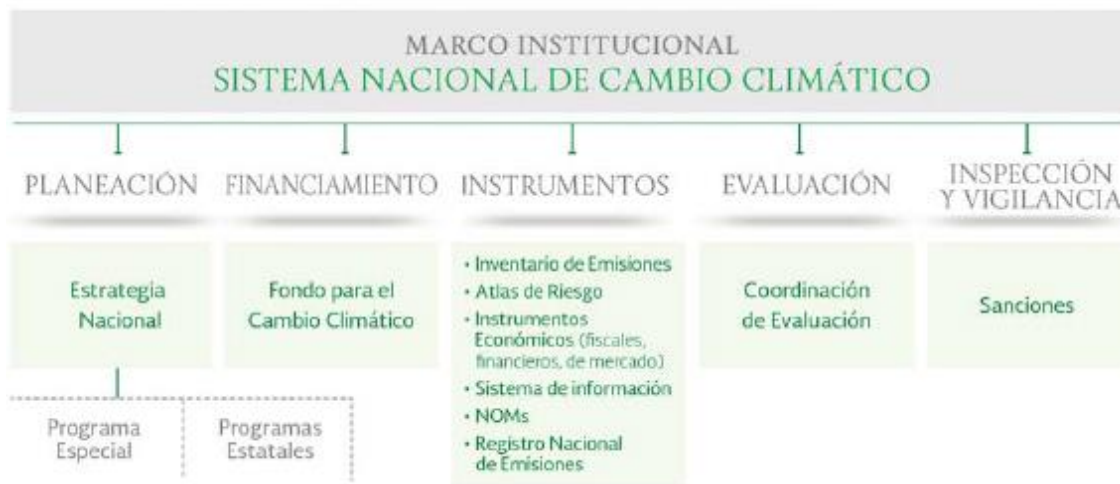 MARCO INSTITUCIONAL
SISTEMA NACIONAL DE CAMBIO CLIMÁTICO
PLANEACIÓN
FINANCIAMIENTO
INSTRUMENTOS
EVALUACIÓN
INSPECCIÓN
Y VIGILANCIA
Estrategia
Nacional
Fondo para el
Cambio Climático
• Inventario de Emisiones
• Atlas de Riesgo
• Instrumentos
Económicos (fiscales,
financieros, de mercado)
• Sistema de información
• NOMs
• Registro Nacional
de Emisiones
Coordinación
de Evaluación
Sanciones
Programa
Especial
Programas
Estatales